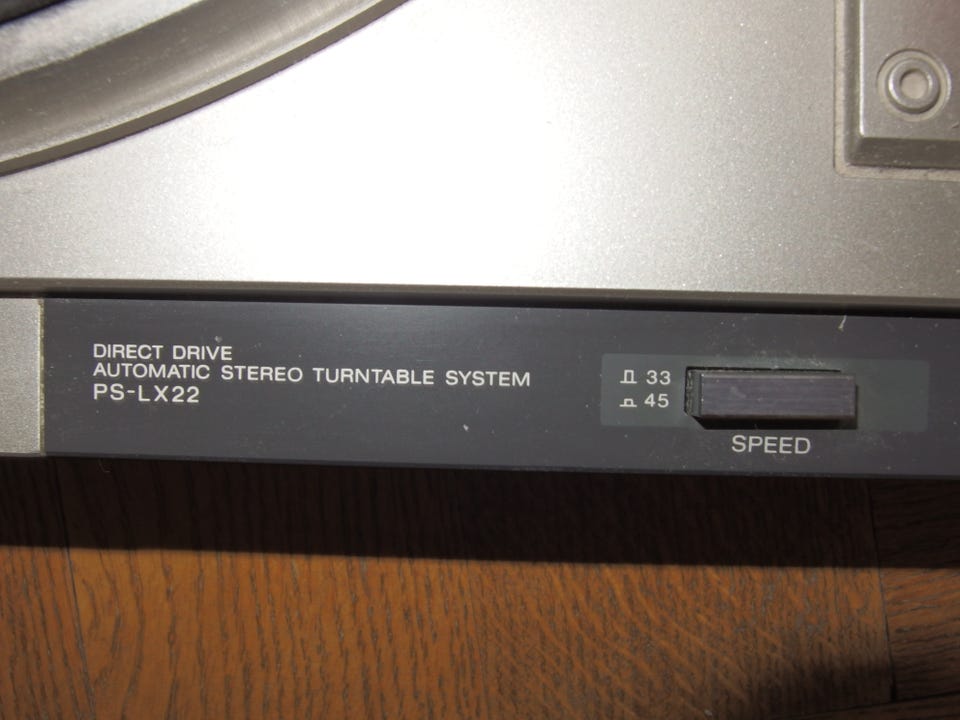 DIRECT DRIVE
AUTOMATIC STEREO TURNTABLE SYSTEM
PS-LX22
33
45
SPEED